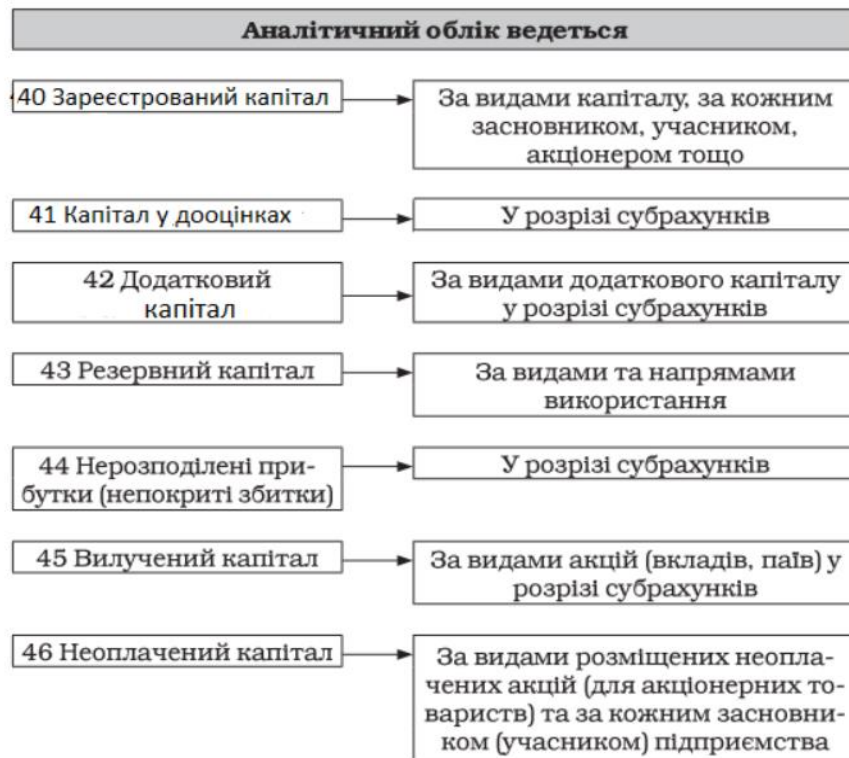 Аналітичний облік ведеться
40 Зареєстрований капітал
За видами капіталу, за кожним
засновником, учасником,
акціонером тощо
41 Капітал у дооцінках
У розрізі субрахунків
42 Додатковий
капітал
За видами додаткового капіталу
у розрізі субрахунків
43 Резервний капітал
За видами та напрямами
використання
44 Нерозподілені при-
бутки (непокриті збитки)
У розрізі субрахунків
45 Вилучений капітал
За видами акцій (вкладів, паїв) у
розрізі субрахунків
46 Неоплачений капітал
За видами розміщених неопла-
чених акцій (для акціонерних то-
вариств) та за кожним засновни-
ком (учасником) підприємства